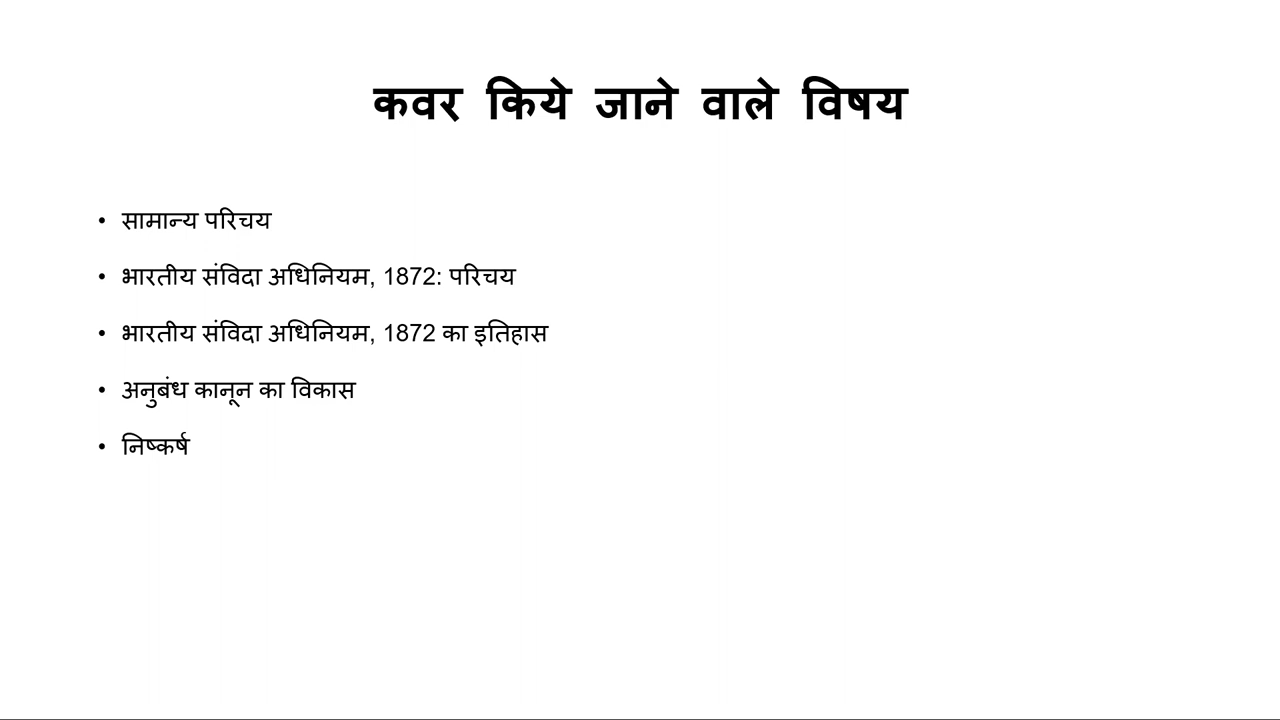 कवर किये जाने वाले विषय
• सामान्य परिचय
• भारतीय संविदा अधिनियम, 1872: परिचय
• भारतीय संविदा अधिनियम, 1872 का इतिहास
• अनुबंध कानून का विकास
• निष्कर्ष